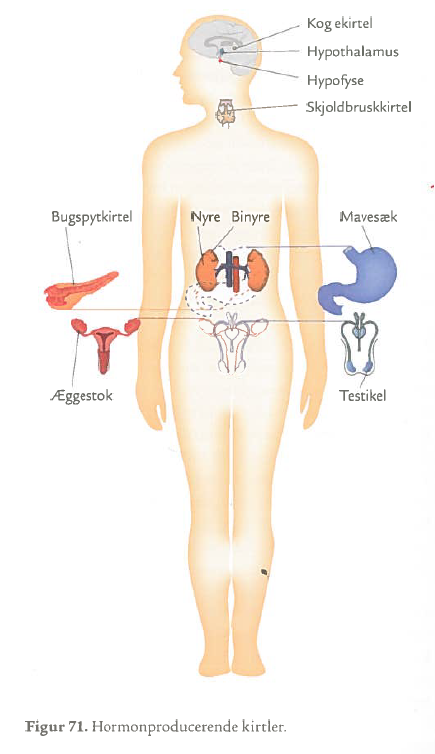 Kog ekirtel
Hypothalamus
Hypofyse
Skjoldbruskkirtel
Bugspytkirtel
Nyre Binyre
Mavesæk
Æggestok
Testikel
Figur 71. Hormonproducerende kirtler.